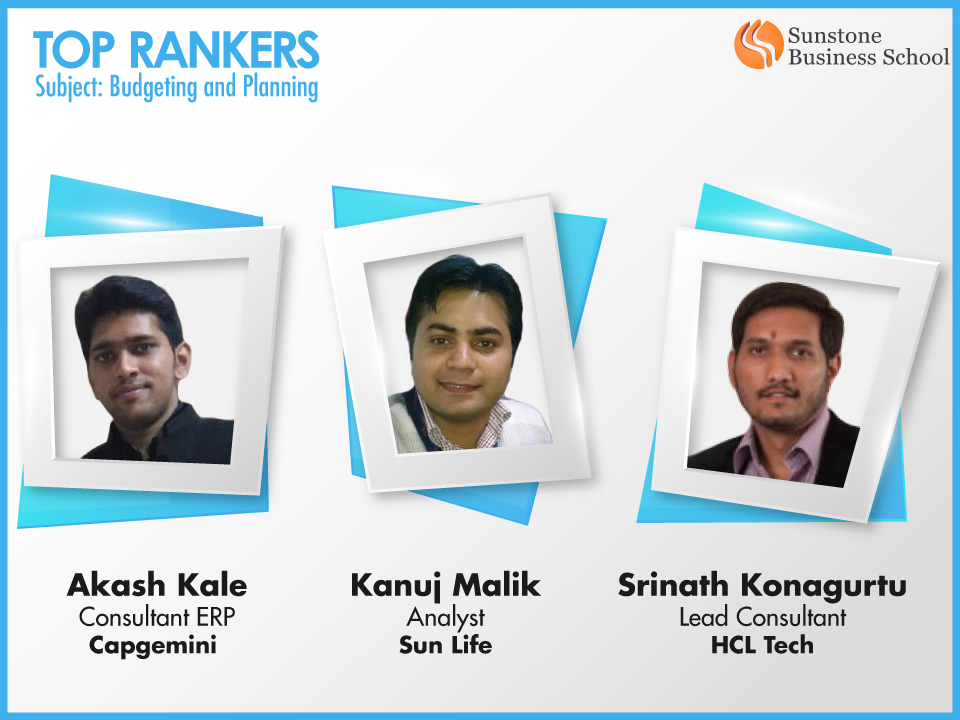 TOP RANKERS
Subject: Budgeting and Planning
Sunstone
Business School
Akash Kale
Consultant ERP
Capgemini
Kanuj Malik
Analyst
Sun Life
Srinath Konagurtu
Lead Consultant
HCL Tech